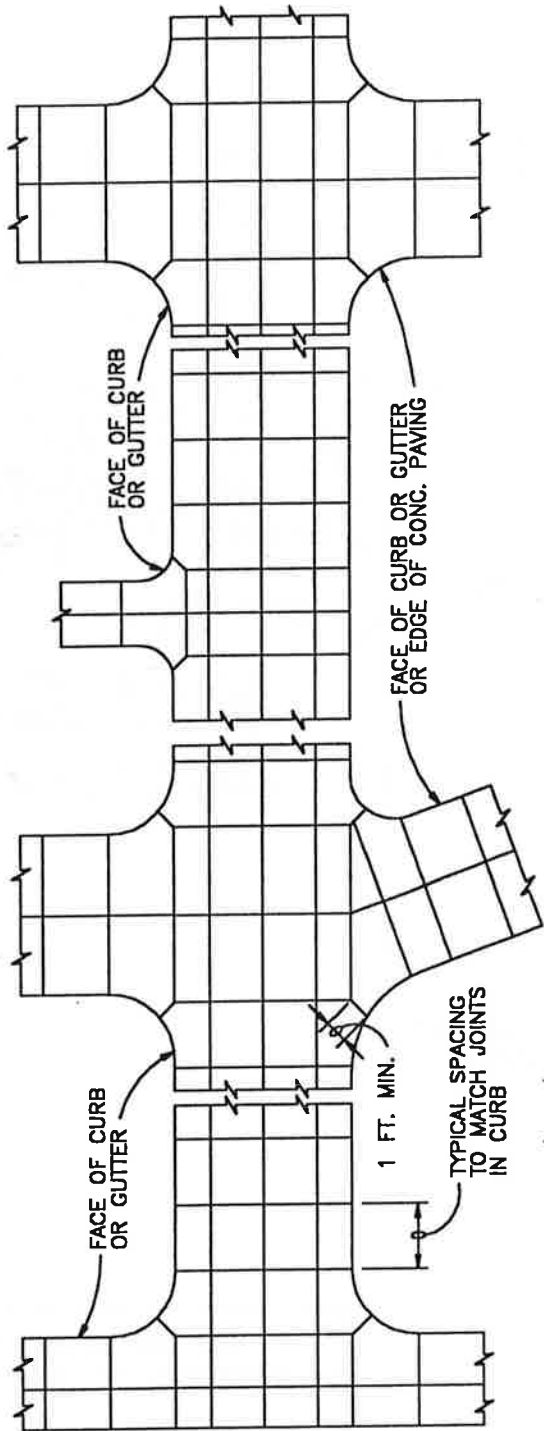 FACE OF CURB
OR GUTTER
1 FT. MIN.
TYPICAL SPACING
TO MATCH JOINTS
IN CURB
FACE OF CURB
OR GUTTER
FACE OF CURB OR GUTTER
OR EDGE OF CONC. PAVING